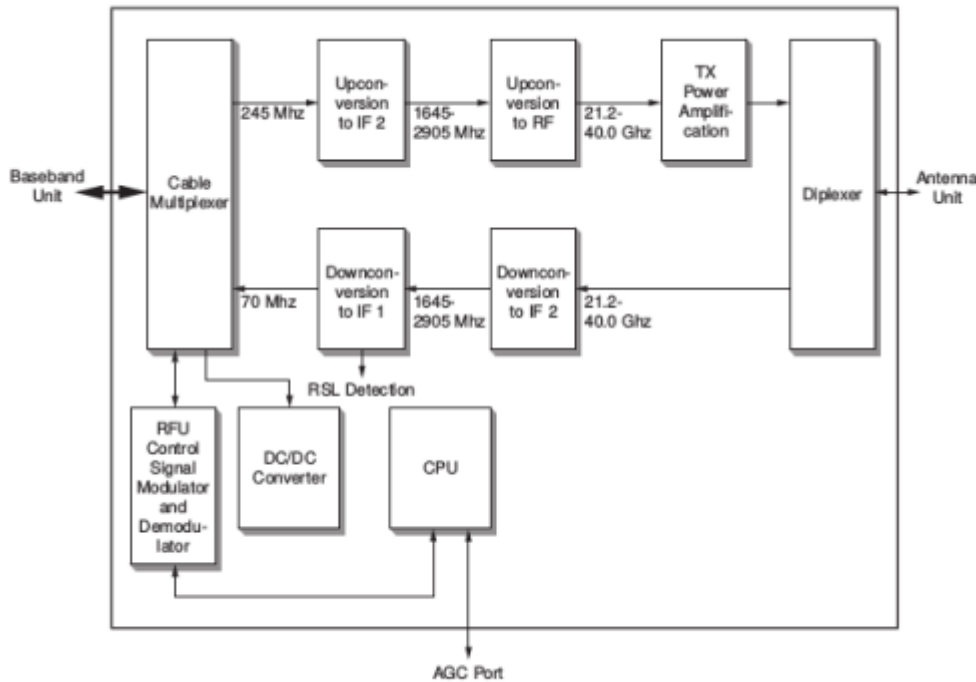 Upcon-
version
to IF 2
Upcon-
version
to RF
TX
Power
Amplifi-
cation
245 Mhz
1645-
2905 Mhz
21.2-
40.0 Ghz
Baseband
Unit
Cable
Multiplexer
Diplexer
Antenna
Unit
Downcon-
version
to IF 1
Downcon-
version
to IF 2
70 Mhz
1645-
2905 Mhz
21.2-
40.0 Ghz
RSL Detection
RFU
Control
Signal
Modulator
and
Demodu-
lator
DC/DC
Converter
CPU
AGC Port